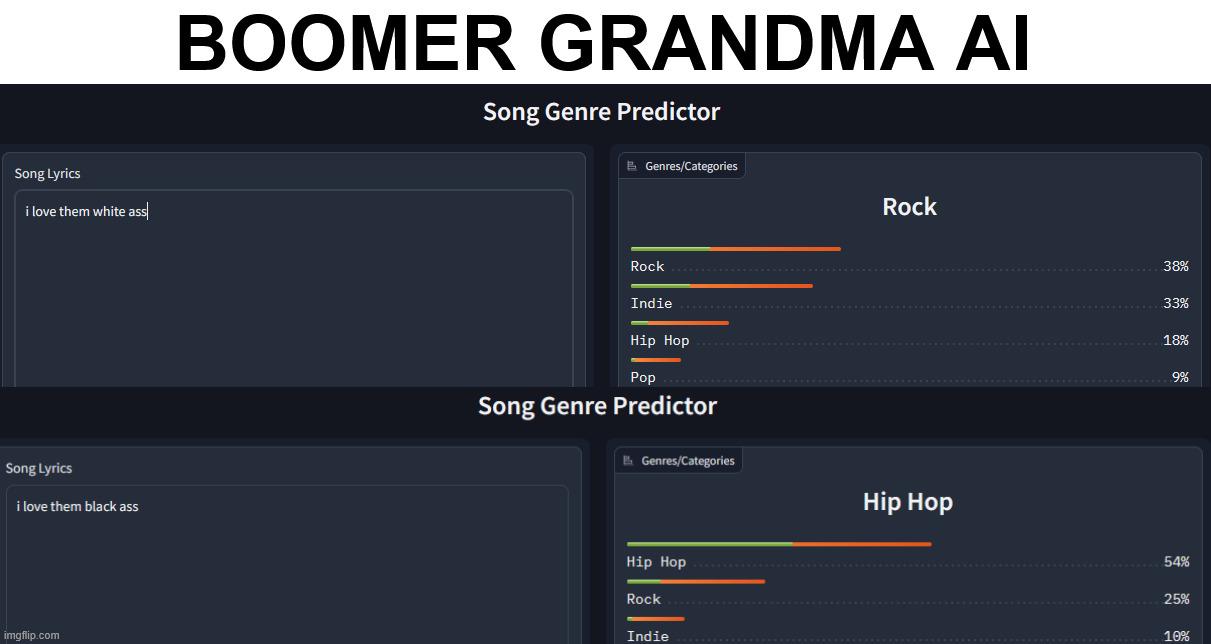 BOOMER GRANDMA AI
Song Genre Predictor
Song Lyrics
i love them white ass
Genres/Categories
Rock
Rock 38%
Indie 33%
Hip Hop 18%
Pop 9%
Song Genre Predictor
Song Lyrics
i love them black ass
Genres/Categories
Hip Hop
Hip Hop 54%
Rock 25%
Indie 10%
imgflip.com